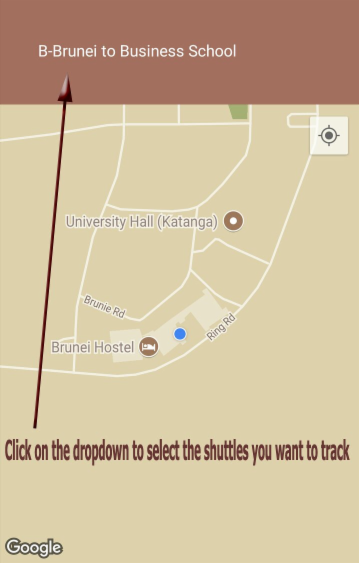 B-Brunei to Business School
University Hall (Katanga)
Brunie Rd
Ring Rd
Brunei Hostel
Click on the dropdown to select the shuttles you want to track
Google